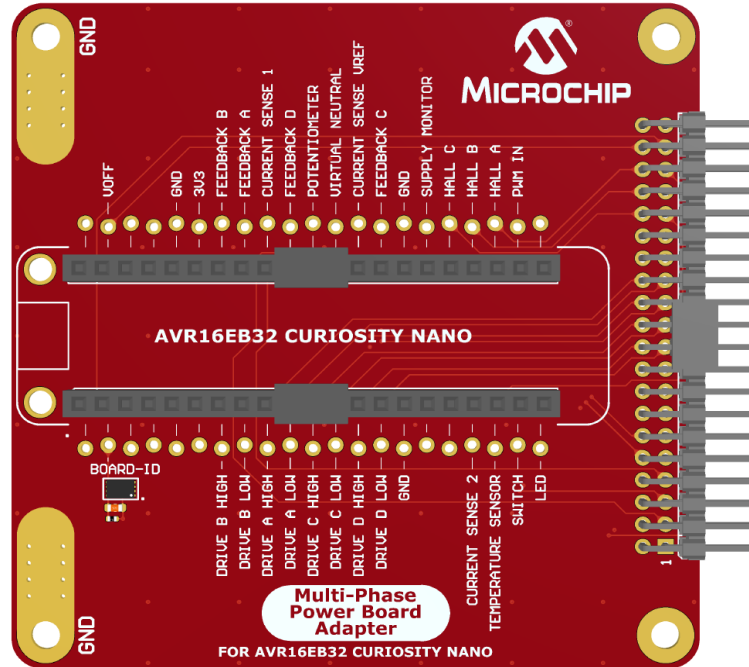 GND
MICROCHIP
VOFF
GND
3V3
FEEDBACK B
FEEDBACK A
CURRENT SENSE 1
FEEDBACK D
POTENTIOMETER
VIRTUAL NEUTRAL
CURRENT SENSE VREF
FEEDBACK C
GND
SUPPLY MONITOR
HALL C
HALL B
HALL A
PWM IN
AVR16EB32 CURIOSITY NANO
BOARD-ID
DRIVE B HIGH
DRIVE B LOW
DRIVE A HIGH
DRIVE A LOW
DRIVE C HIGH
DRIVE C LOW
DRIVE D HIGH
DRIVE D LOW
GND
CURRENT SENSE 2
TEMPERATURE SENSOR
SWITCH
LED
1
GND
Multi-Phase
Power Board
Adapter
FOR AVR16EB32 CURIOSITY NANO